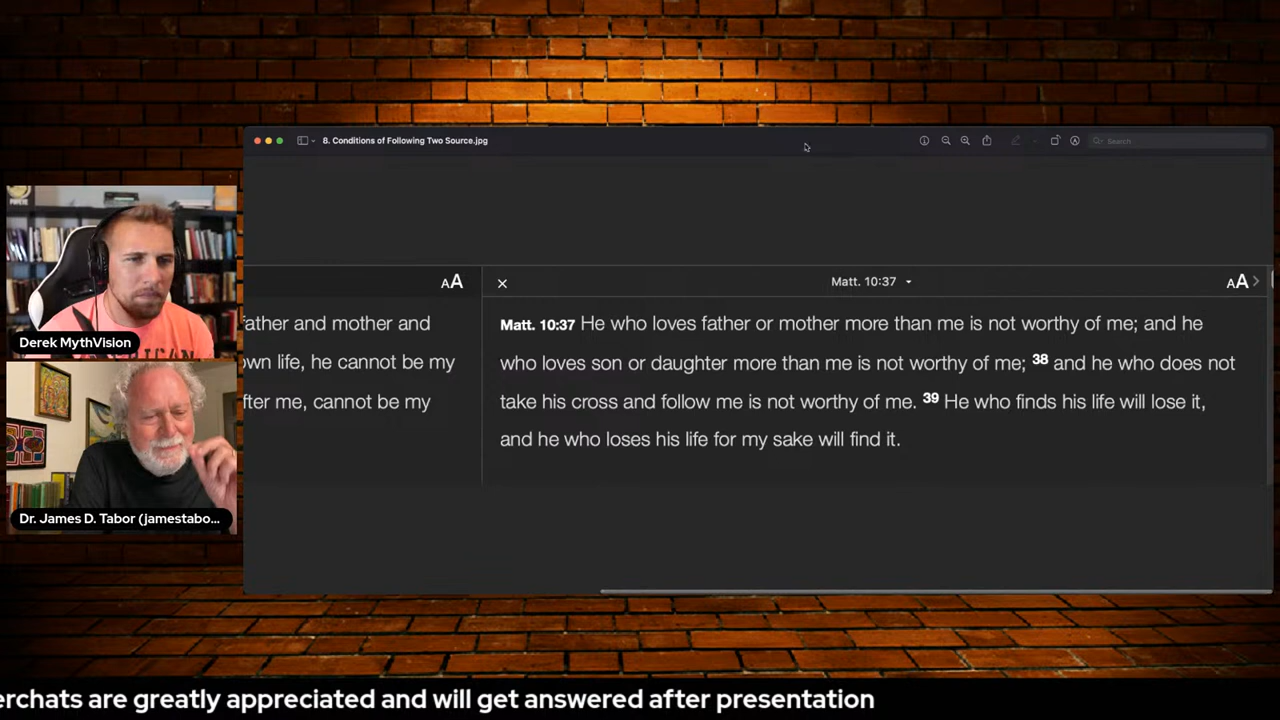 8. Conditions of Following Two Source.jpg
Search
AA
Matt. 10:37
AA
father and mother and
own life, he cannot be my
after me, cannot be my
Matt. 10:37 He who loves father or mother more than me is not worthy of me; and he
who loves son or daughter more than me is not worthy of me; 38 and he who does not
take his cross and follow me is not worthy of me. 39 He who finds his life will lose it,
and he who loses his life for my sake will find it.
Derek MythVision
Dr. James D. Tabor (jamestabo...
erchats are greatly appreciated and will get answered after presentation